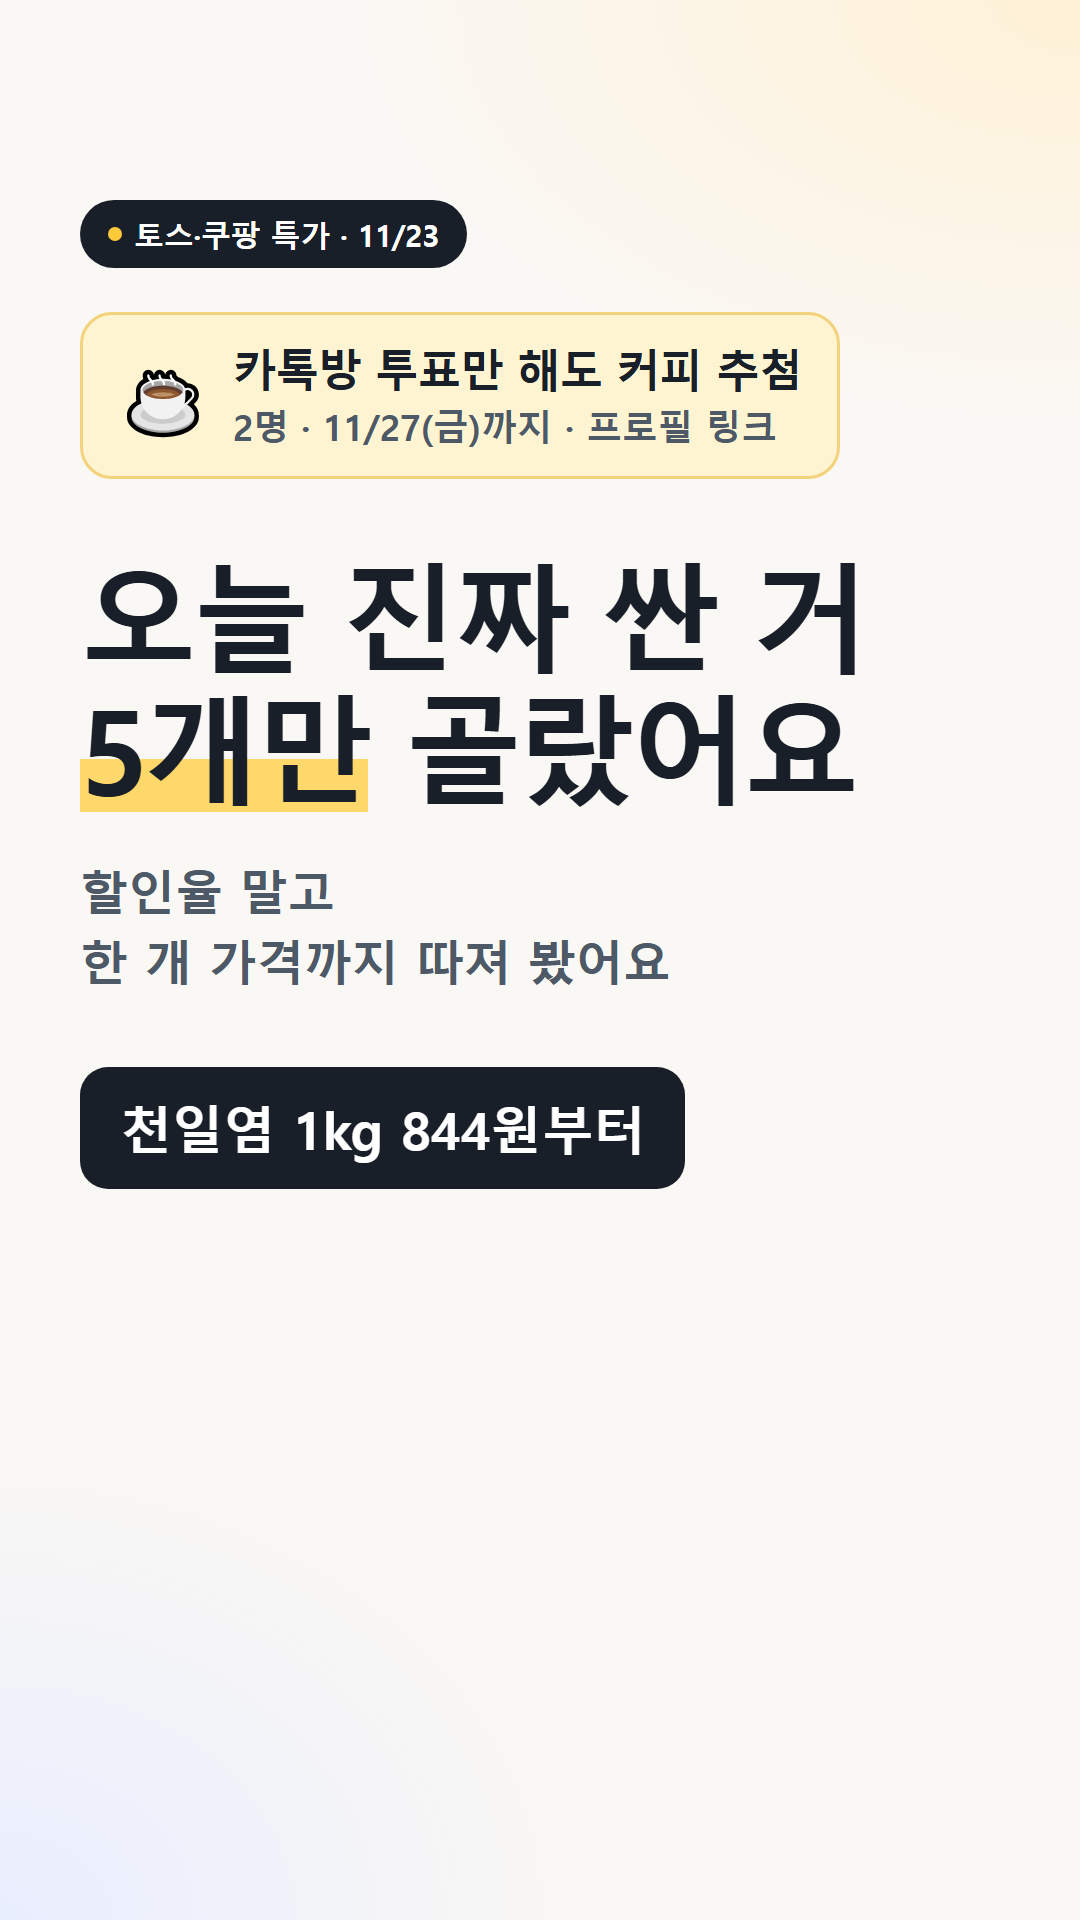 토스·쿠팡 특가 · 11/23
카톡방 투표만 해도 커피 추첨
2명 · 11/27(금)까지 · 프로필 링크
오늘 진짜 싼 거
5개만 골랐어요
할인율 말고
한 개 가격까지 따져 봤어요
천일염 1kg 844원부터